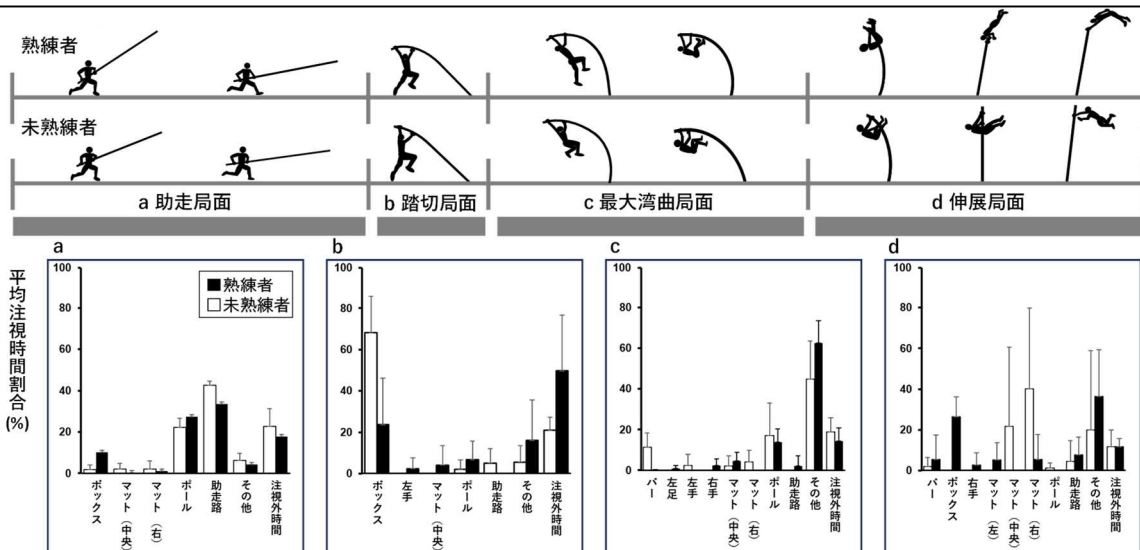 熟練者
未熟練者
a 助走局面
b 踏切局面
c 最大湾曲局面
d 伸展局面
平均注視時間割合(%)
a
100
80
60
40
20
0
熟練者
未熟練者
ボックス
マット(中央)
マット(右)
ポール
助走路
その他
注視外時間
b
100
80
60
40
20
0
ボックス
左手
マット(中央)
ポール
助走路
その他
注視外時間
c
100
80
60
40
20
0
バー
左足
左手
右手
マット(中央)
マット(右)
ポール
助走路
その他
注視外時間
d
100
80
60
40
20
0
バー
ボックス
右手
マット(左)
マット(中央)
マット(右)
ポール
助走路
その他
注視外時間